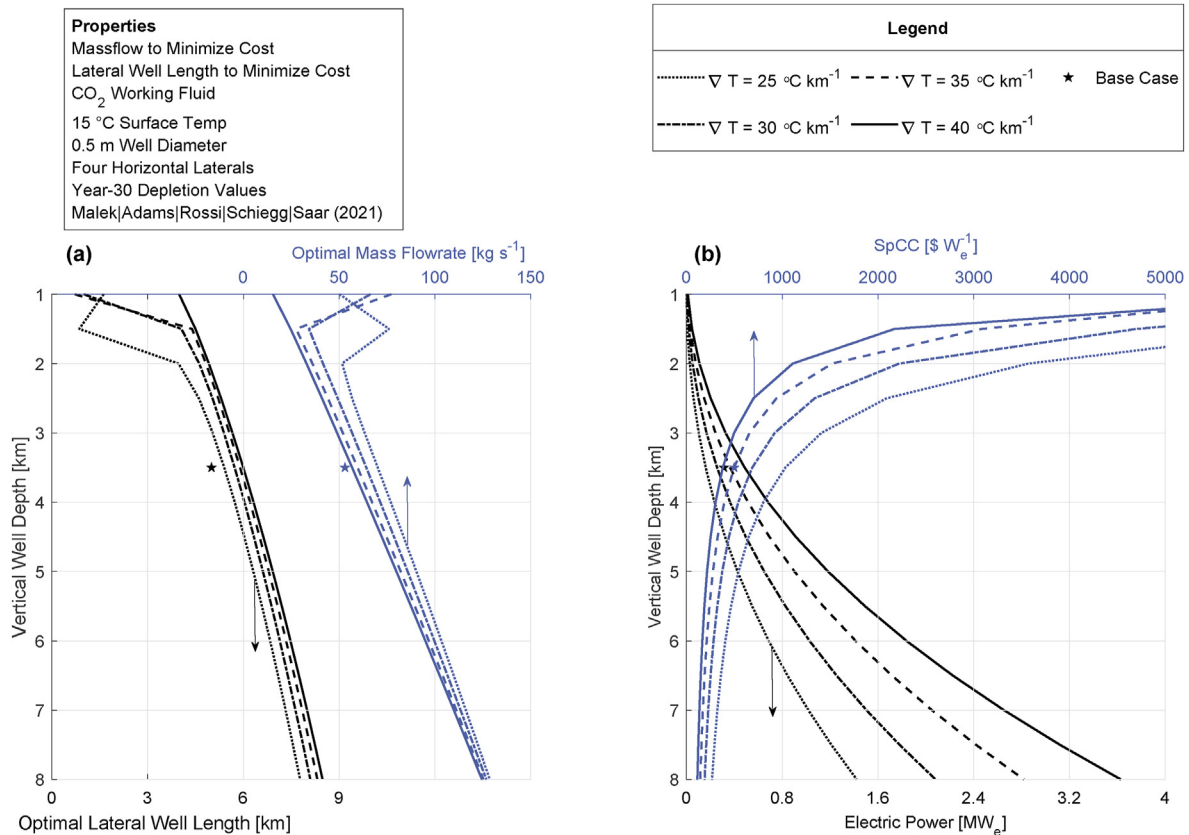 Properties
Massflow to Minimize Cost
Lateral Well Length to Minimize Cost
CO2 Working Fluid
15 °C Surface Temp
0.5 m Well Diameter
Four Horizontal Laterals
Year-30 Depletion Values
Malek|Adams|Rossi|Schiegg|Saar (2021)
Legend
∇ T = 25 °C km-1
∇ T = 35 °C km-1
★ Base Case
∇ T = 30 °C km-1
∇ T = 40 °C km-1
(a)
Optimal Mass Flowrate [kg s-1]
0 50 100 150
Vertical Well Depth [km]
1
2
3
4
5
6
7
8
0 3 6 9
Optimal Lateral Well Length [km]
(b)
SpCC [$ We-1]
0 1000 2000 3000 4000 5000
Vertical Well Depth [km]
1
2
3
4
5
6
7
8
0 0.8 1.6 2.4 3.2 4
Electric Power [MWe]